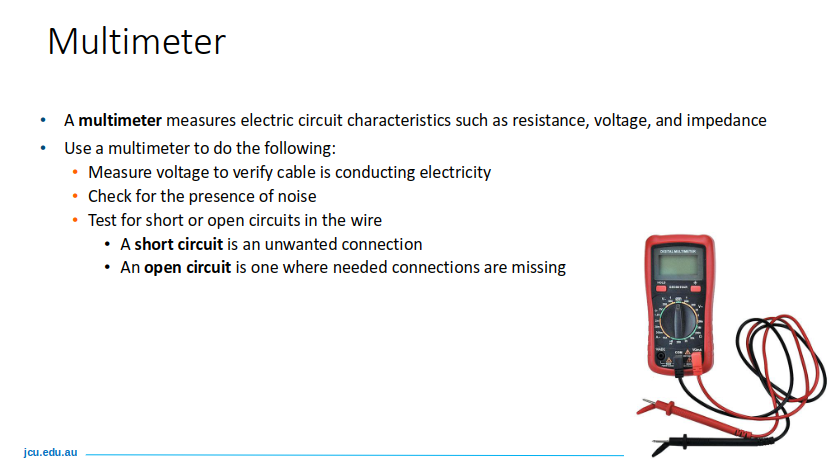 Multimeter
• A multimeter measures electric circuit characteristics such as resistance, voltage, and impedance
• Use a multimeter to do the following:
• Measure voltage to verify cable is conducting electricity
• Check for the presence of noise
• Test for short or open circuits in the wire
• A short circuit is an unwanted connection
• An open circuit is one where needed connections are missing
DIGITAL MULTIMETER
jcu.edu.au